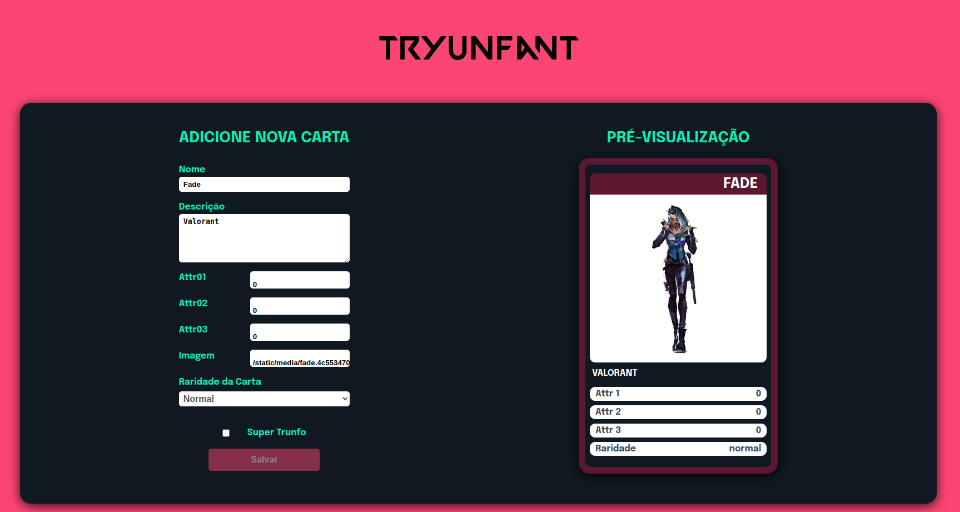 TRYUNFANT
ADICIONE NOVA CARTA
Nome
Fade
Descrição
Valorant
Attr01
0
Attr02
0
Attr03
0
Imagem
/static/media/fade.4c553470
Raridade da Carta
Normal
Super Trunfo
Salvar
PRÉ-VISUALIZAÇÃO
FADE
VALORANT
Attr 1 0
Attr 2 0
Attr 3 0
Raridade normal